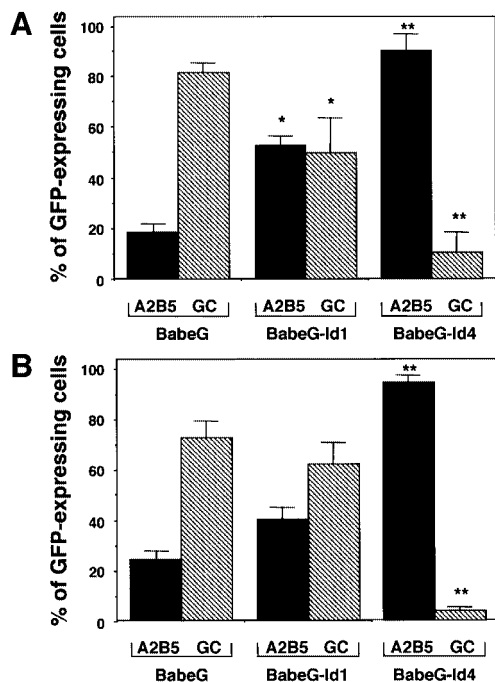 A
% of GFP-expressing cells
100
80
60
40
20
0
* * ** **
A2B5 GC A2B5 GC A2B5 GC
BabeG BabeG-Id1 BabeG-Id4
B
% of GFP-expressing cells
100
80
60
40
20
0
** **
A2B5 GC A2B5 GC A2B5 GC
BabeG BabeG-Id1 BabeG-Id4